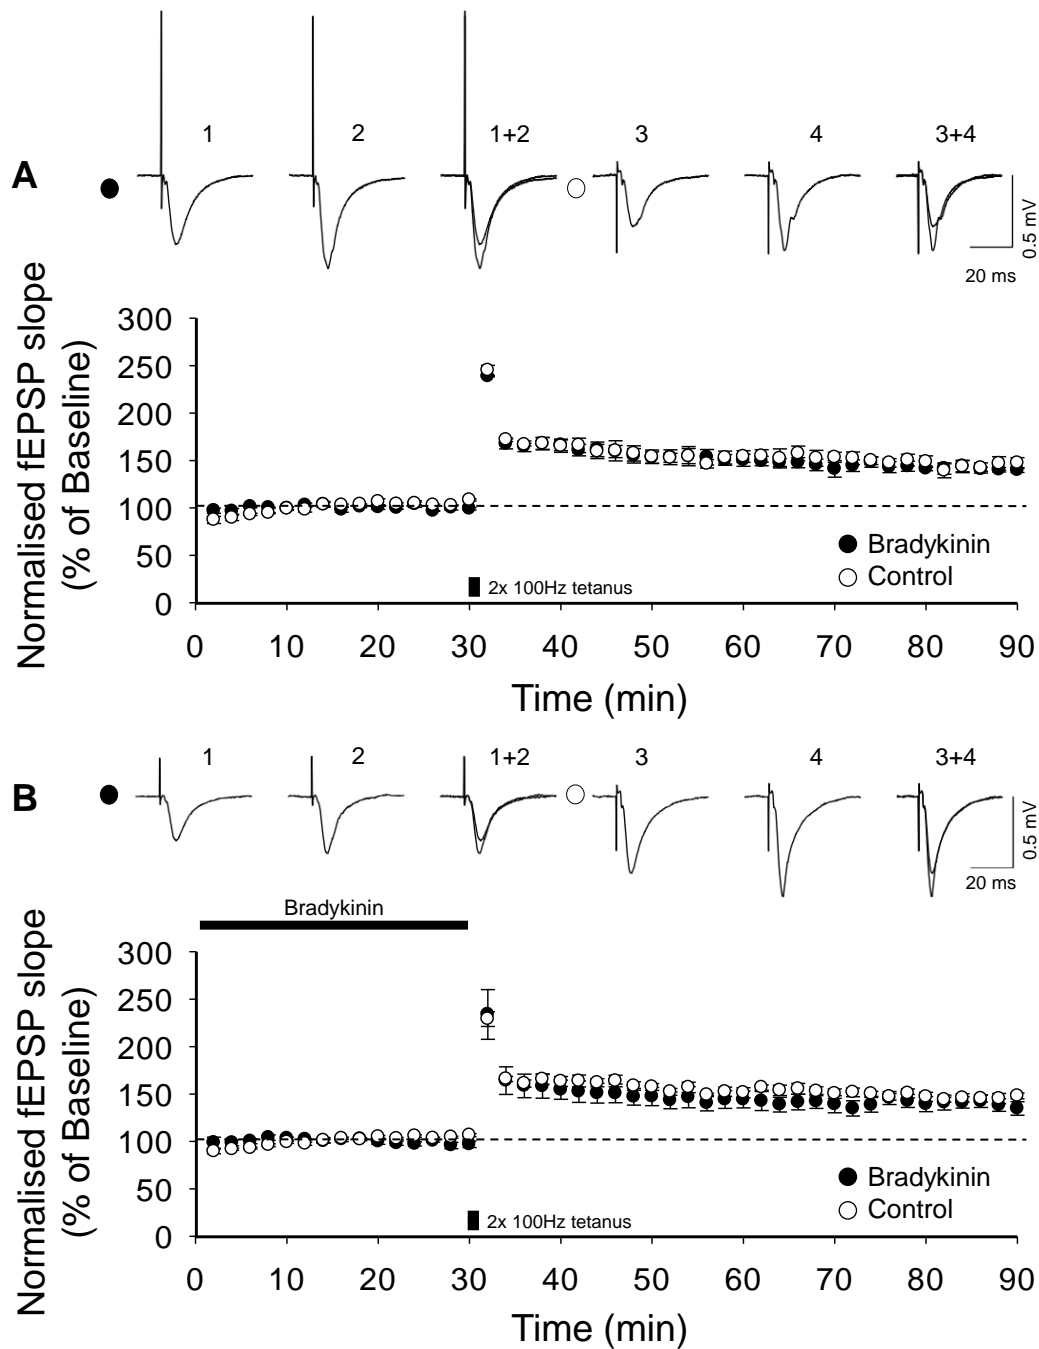 A
1 2 1+2 3 4 3+4
0.5 mV
20 ms
Normalised fEPSP slope
(% of Baseline)
300
250
200
150
100
50
0
Bradykinin
Control
2x 100Hz tetanus
0 10 20 30 40 50 60 70 80 90
Time (min)
B
1 2 1+2 3 4 3+4
0.5 mV
20 ms
Bradykinin
Normalised fEPSP slope
(% of Baseline)
300
250
200
150
100
50
0
Bradykinin
Control
2x 100Hz tetanus
0 10 20 30 40 50 60 70 80 90
Time (min)